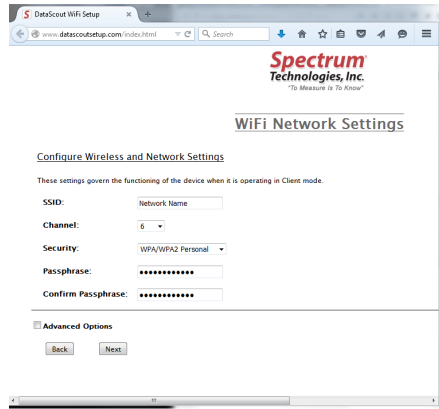 DataScout WiFi Setup
www.datascoutsetup.com/index.html
Search
Spectrum
Technologies, Inc.
"To Measure is To Know"
WiFi Network Settings
Configure Wireless and Network Settings
These settings govern the functioning of the device when it is operating in Client mode.
SSID: Network Name
Channel: 6
Security: WPA/WPA2 Personal
Passphrase: ●●●●●●●●●●●●
Confirm Passphrase: ●●●●●●●●●●●●
Advanced Options
Back Next